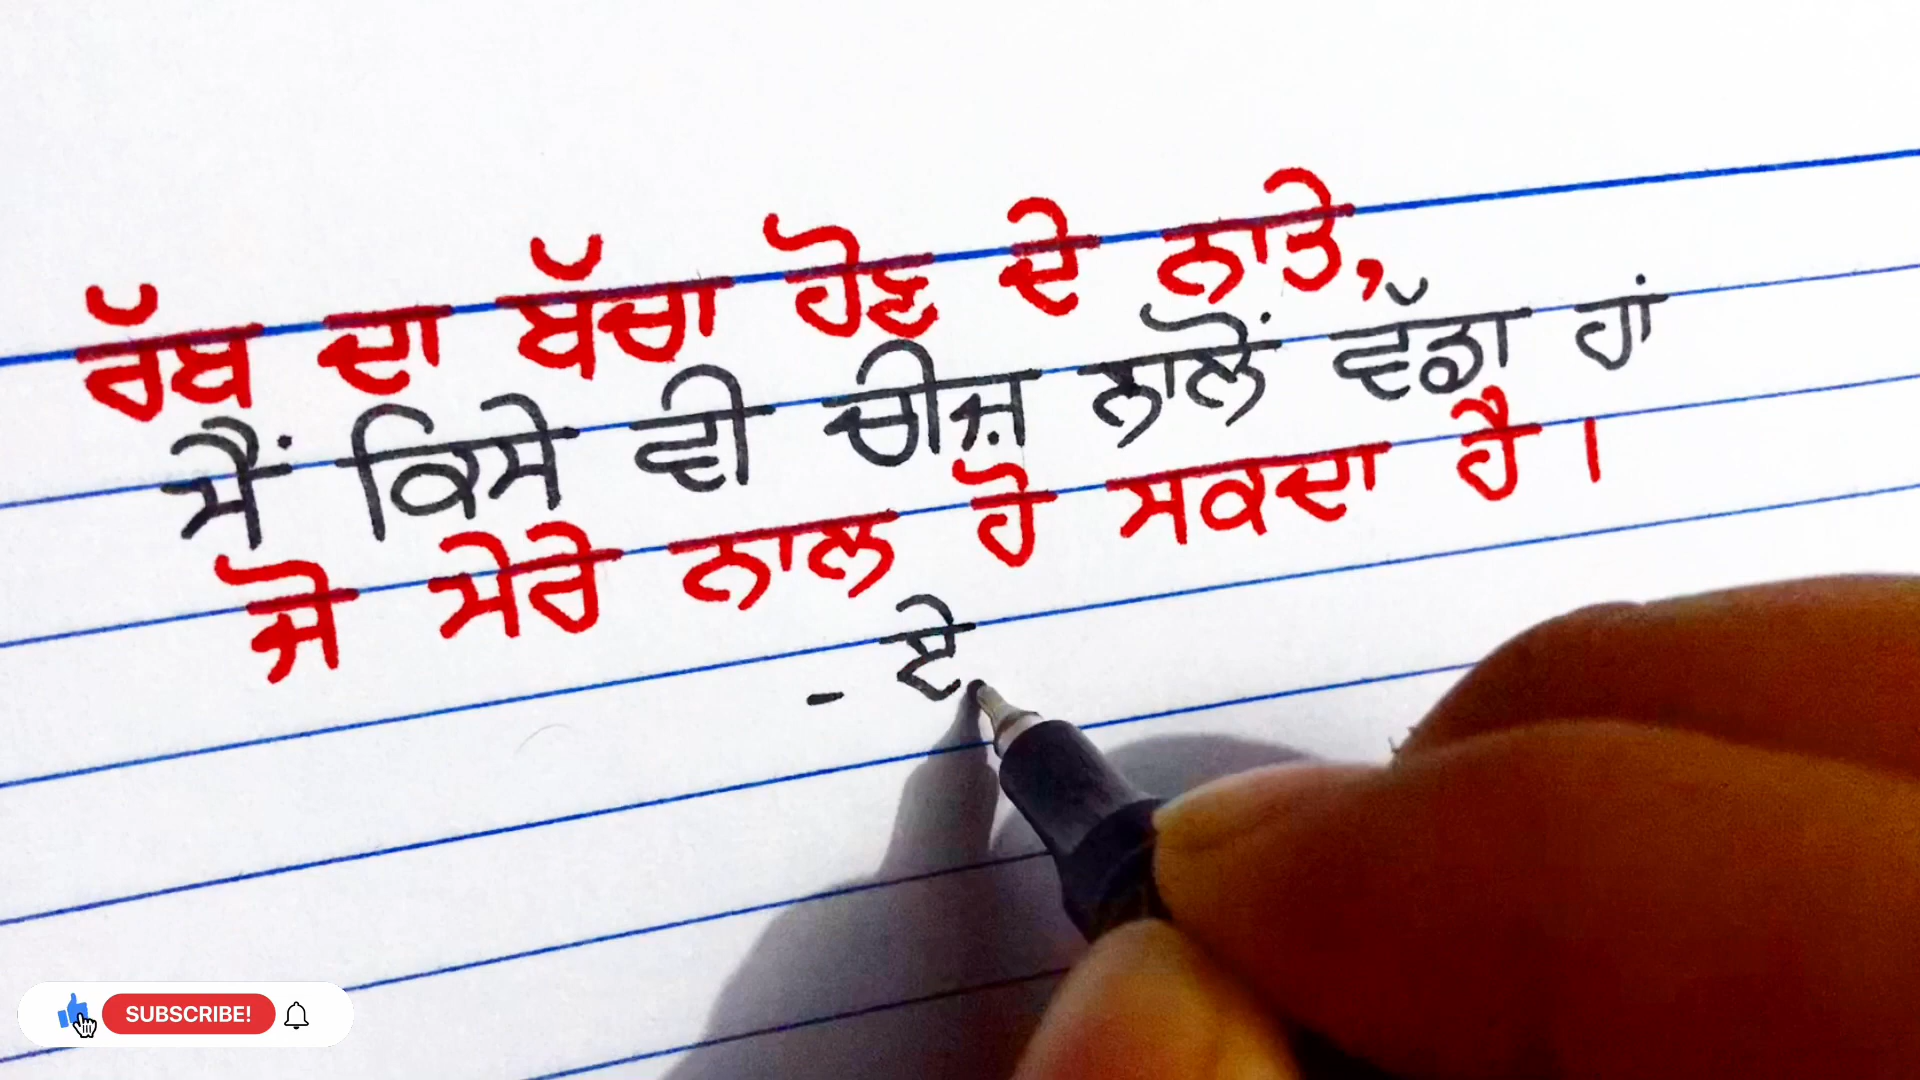 ਰੱਬ ਦਾ ਬੱਚਾ ਹੋਣ ਦੇ ਨਾਤੇ,
ਮੈਂ ਕਿਸੇ ਵੀ ਚੀਜ਼ ਨਾਲੋਂ ਵੱਡਾ ਹਾਂ
ਜੋ ਮੇਰੇ ਨਾਲ ਹੋ ਸਕਦਾ ਹੈ।
- ਏ
SUBSCRIBE!